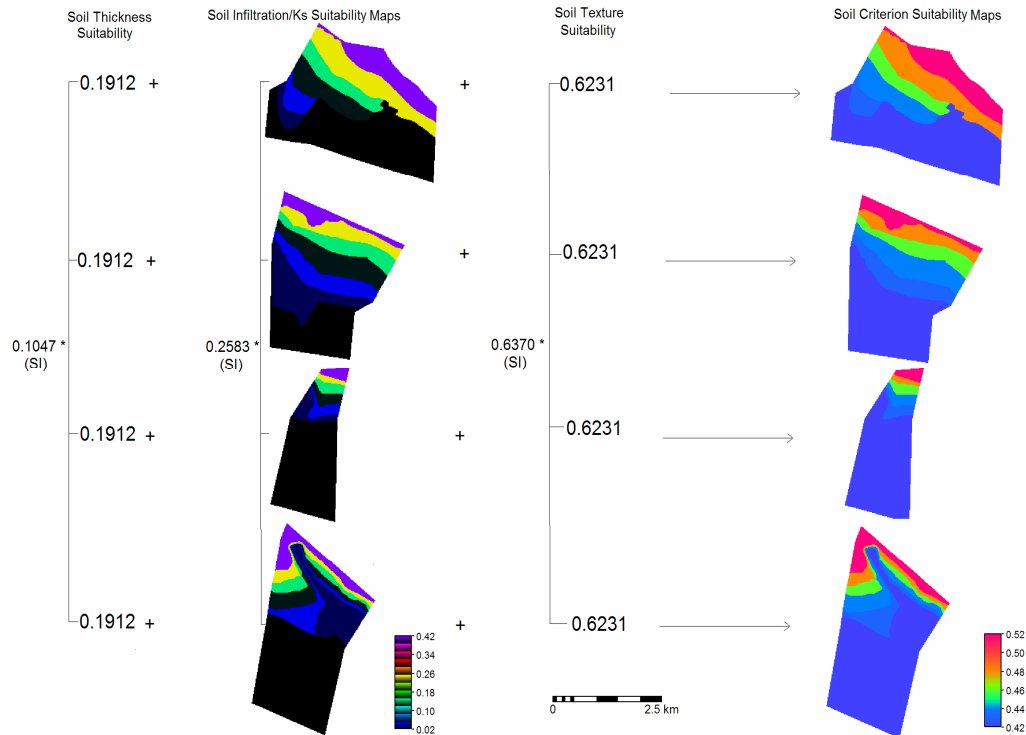 Soil Thickness
Suitability
Soil Infiltration/Ks Suitability Maps
Soil Texture
Suitability
Soil Criterion Suitability Maps
0.1912 +
+
0.6231
0.1912 +
+
0.6231
0.1047 *
(SI)
0.2583 *
(SI)
0.6370 *
(SI)
0.1912 +
+
0.6231
0.1912 +
+
0.6231
0.42
0.34
0.26
0.18
0.10
0.02
0 2.5 km
0.52
0.50
0.48
0.46
0.44
0.42